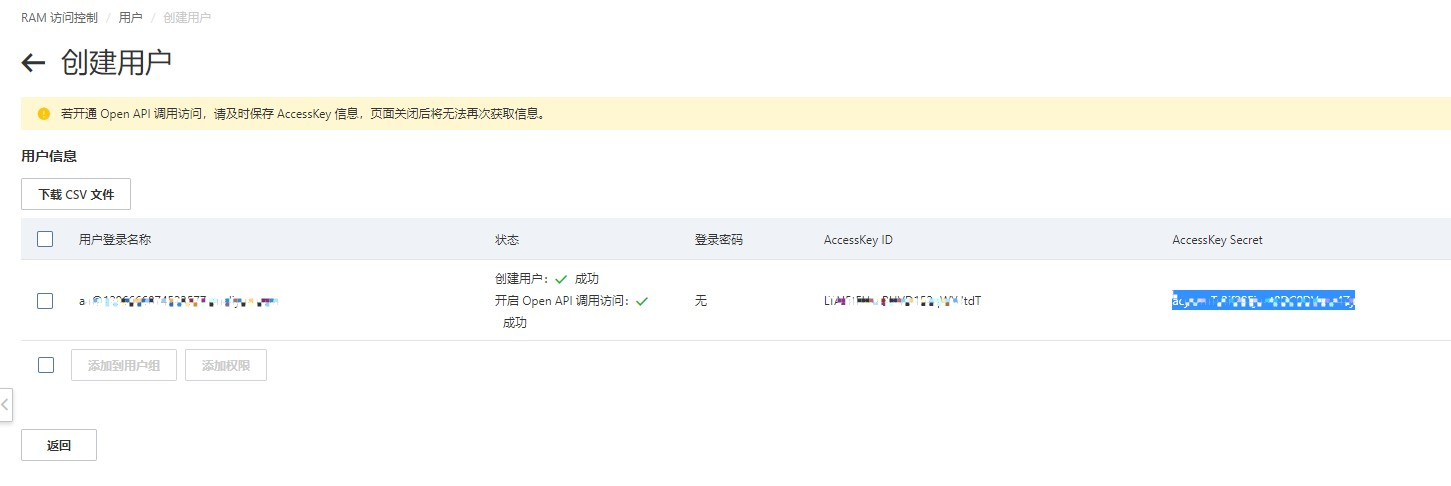 RAM 访问控制 / 用户 / 创建用户
创建用户
若开通 Open API 调用访问，请及时保存 AccessKey 信息，页面关闭后将无法再次获取信息。
用户信息
下载 CSV 文件
用户登录名称 状态 登录密码 AccessKey ID AccessKey Secret
创建用户： 成功
开启 Open API 调用访问：
成功
无
添加到用户组 添加权限
返回